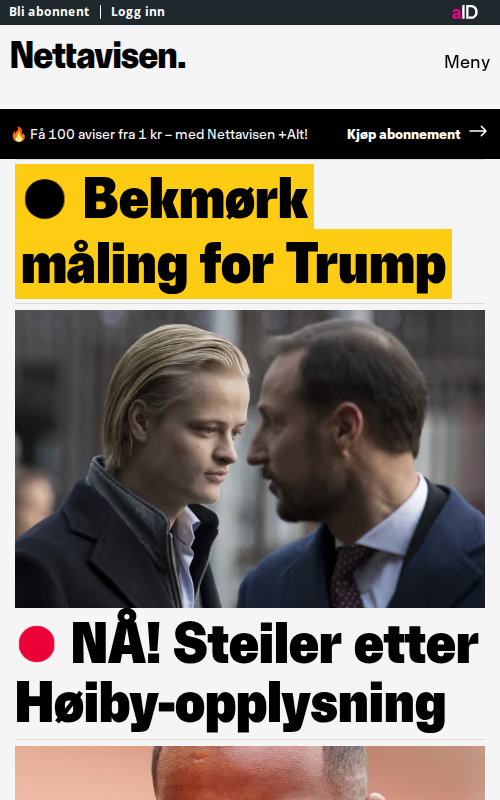 Bli abonnent | Logg inn
aID
Nettavisen.
Meny
🔥 Få 100 aviser fra 1 kr – med Nettavisen +Alt!
Kjøp abonnement →
Bekmørk
måling for Trump
NÅ! Steiler etter
Høiby-opplysning